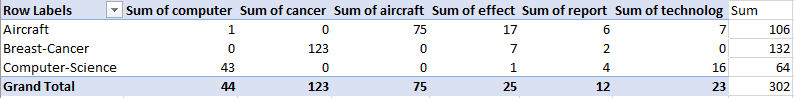 Row Labels Sum of computer Sum of cancer Sum of aircraft Sum of effect Sum of report Sum of technolog Sum
Aircraft 1 0 75 17 6 7 106
Breast-Cancer 0 123 0 7 2 0 132
Computer-Science 43 0 0 1 4 16 64
Grand Total 44 123 75 25 12 23 302